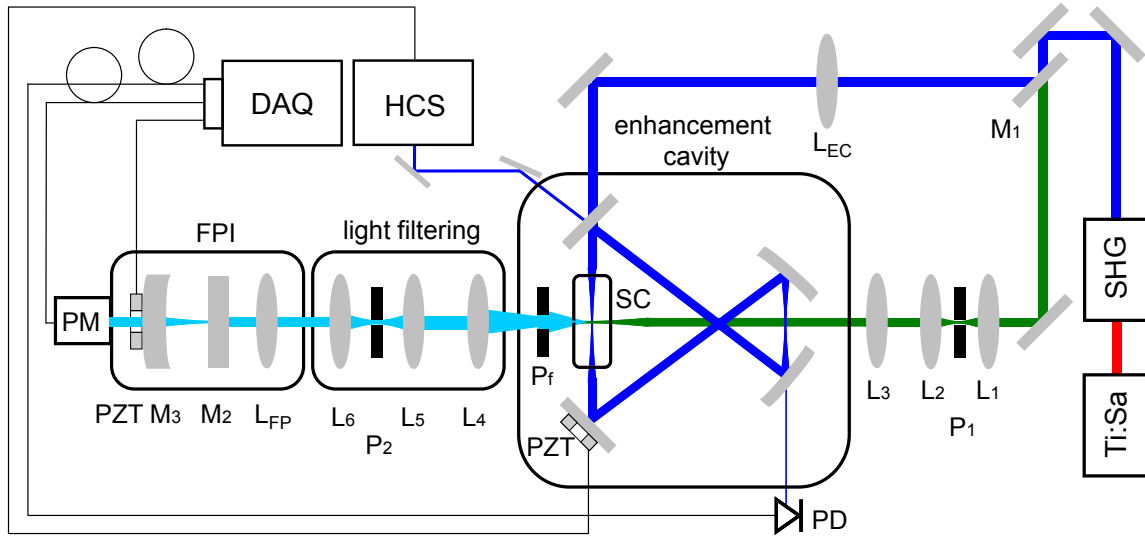 DAQ
HCS
enhancement
cavity
L_EC
M1
FPI
light filtering
SHG
PM
SC
Pf
PZT M3 M2 L_FP
L6
P2
L5
L4
PZT
L3
L2
P1
L1
Ti:Sa
PD